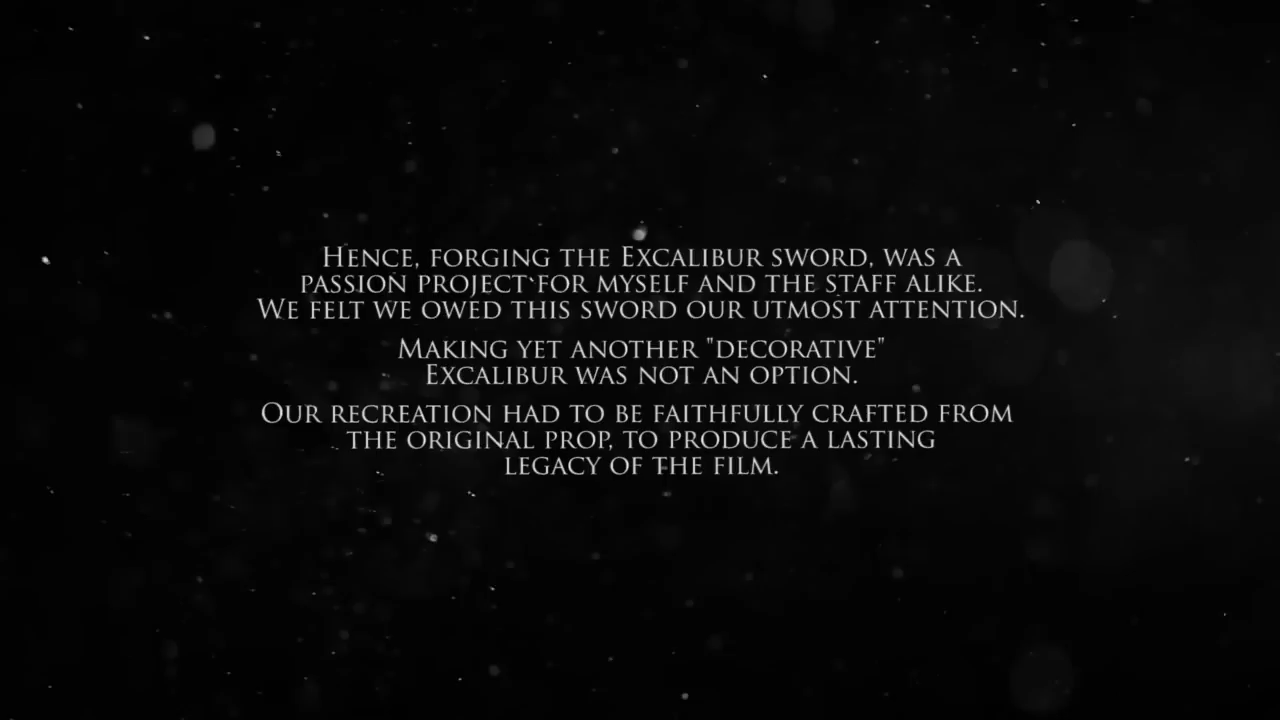 Hence, forging the Excalibur sword, was a
passion project for myself and the staff alike.
We felt we owed this sword our utmost attention.
Making yet another "decorative"
Excalibur was not an option.
Our recreation had to be faithfully crafted from
the original prop, to produce a lasting
legacy of the film.